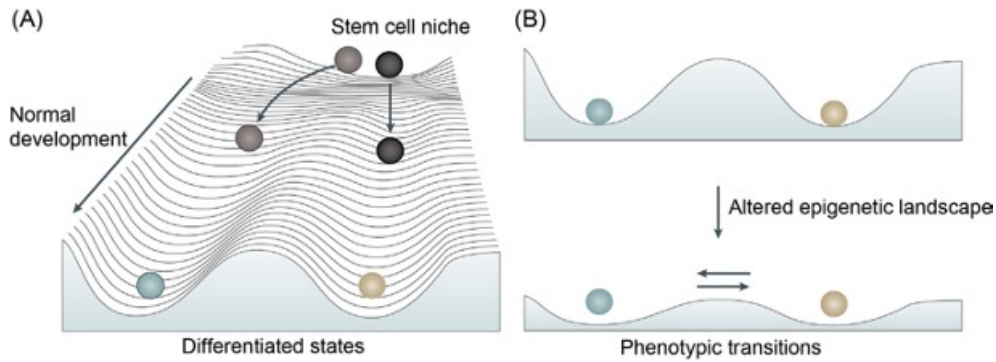 (A)
Stem cell niche
Normal
development
Differentiated states
(B)
Altered epigenetic landscape
Phenotypic transitions